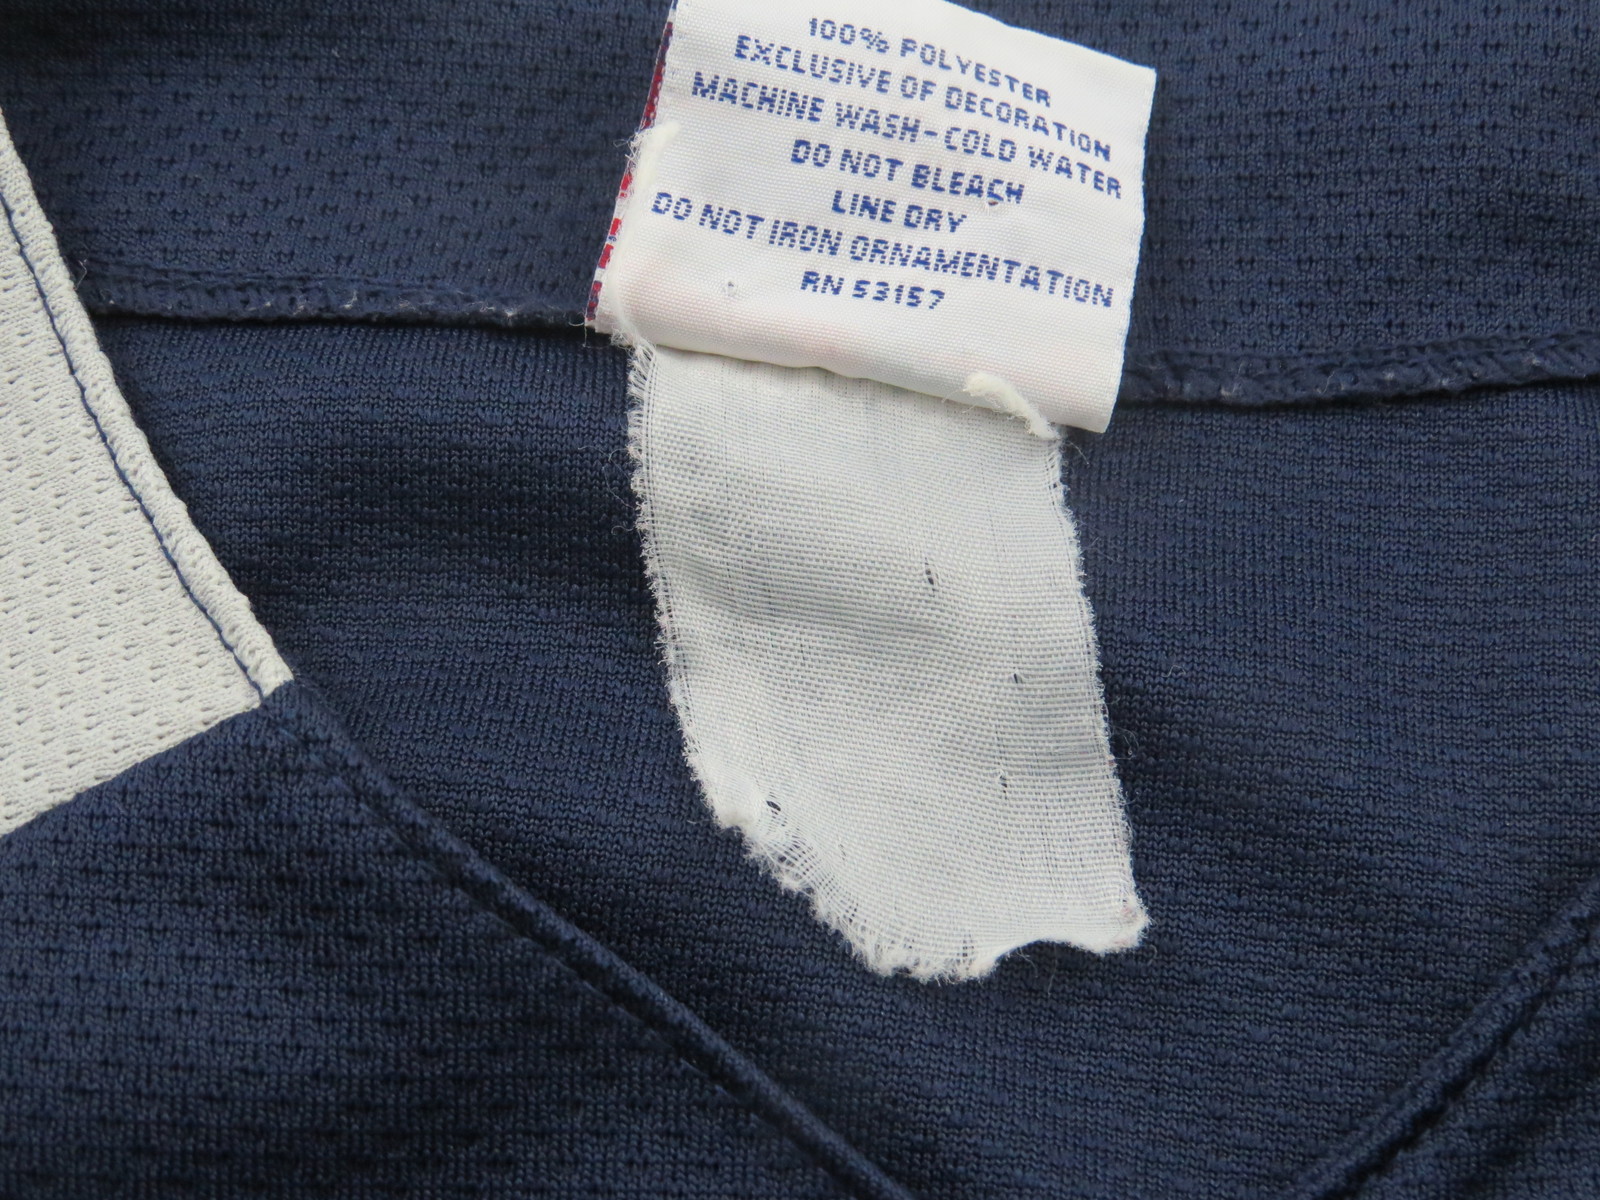 100% POLYESTER
EXCLUSIVE OF DECORATION
MACHINE WASH-COLD WATER
DO NOT BLEACH
LINE DRY
DO NOT IRON ORNAMENTATION
RN 53157